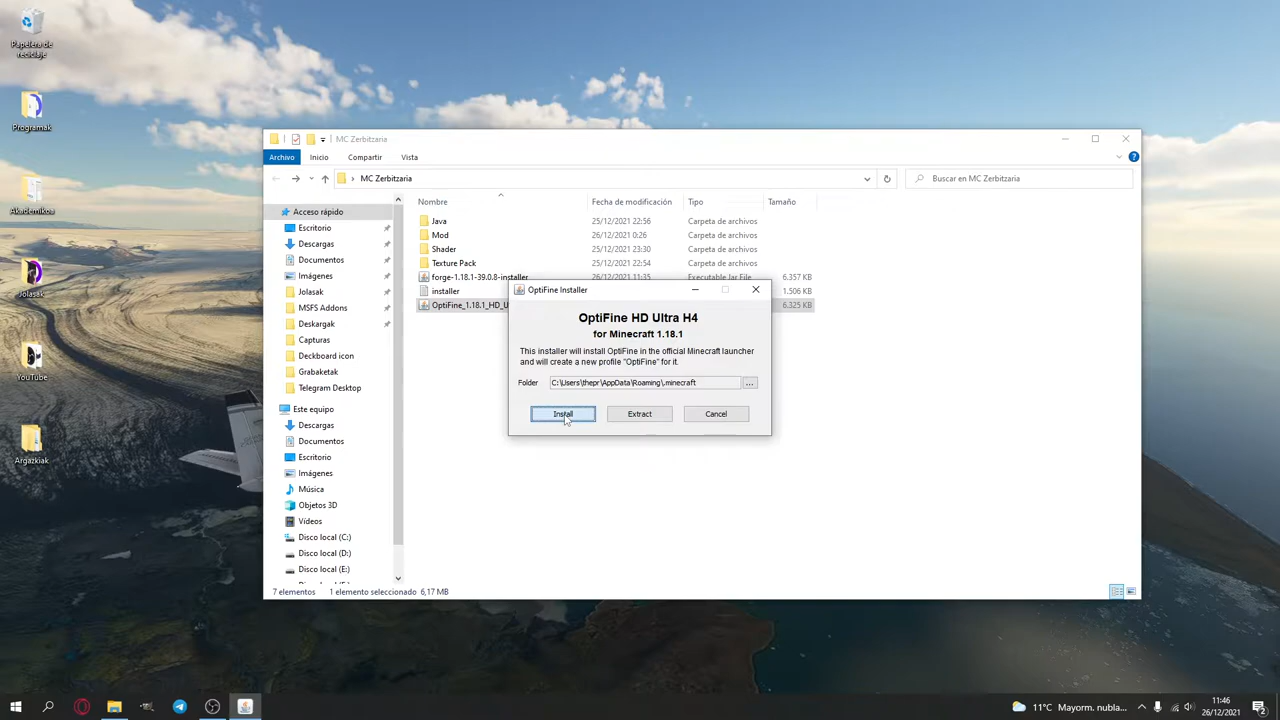 Papelera de
reciclaje
Programak
Akademikoa
Jolasak
YouTube
Argazkiak
MC Zerbitzaria
Archivo
Inicio
Compartir
Vista
MC Zerbitzaria
Buscar en MC Zerbitzaria
Acceso rápido
Escritorio
Descargas
Documentos
Imágenes
Jolasak
MSFS Addons
Deskargak
Capturas
Deckboard icon
Grabaketak
Telegram Desktop
Este equipo
Descargas
Documentos
Escritorio
Imágenes
Música
Objetos 3D
Vídeos
Disco local (C:)
Disco local (D:)
Disco local (E:)
Nombre Fecha de modificación Tipo Tamaño
Java 25/12/2021 22:56 Carpeta de archivos
Mod 26/12/2021 0:26 Carpeta de archivos
Shader 25/12/2021 23:30 Carpeta de archivos
Texture Pack 25/12/2021 22:54 Carpeta de archivos
forge-1.18.1-39.0.8-installer 26/12/2021 11:35 Executable Jar File 6.357 KB
installer 1.506 KB
OptiFine_1.18.1_HD_U 6.325 KB
OptiFine Installer
OptiFine HD Ultra H4
for Minecraft 1.18.1
This installer will install OptiFine in the official Minecraft launcher
and will create a new profile "OptiFine" for it.
Folder C:\Users\thepr\AppData\Roaming\.minecraft ...
Install Extract Cancel
7 elementos 1 elemento seleccionado 6,17 MB
11°C Mayorm. nubla...
11:46
26/12/2021
2